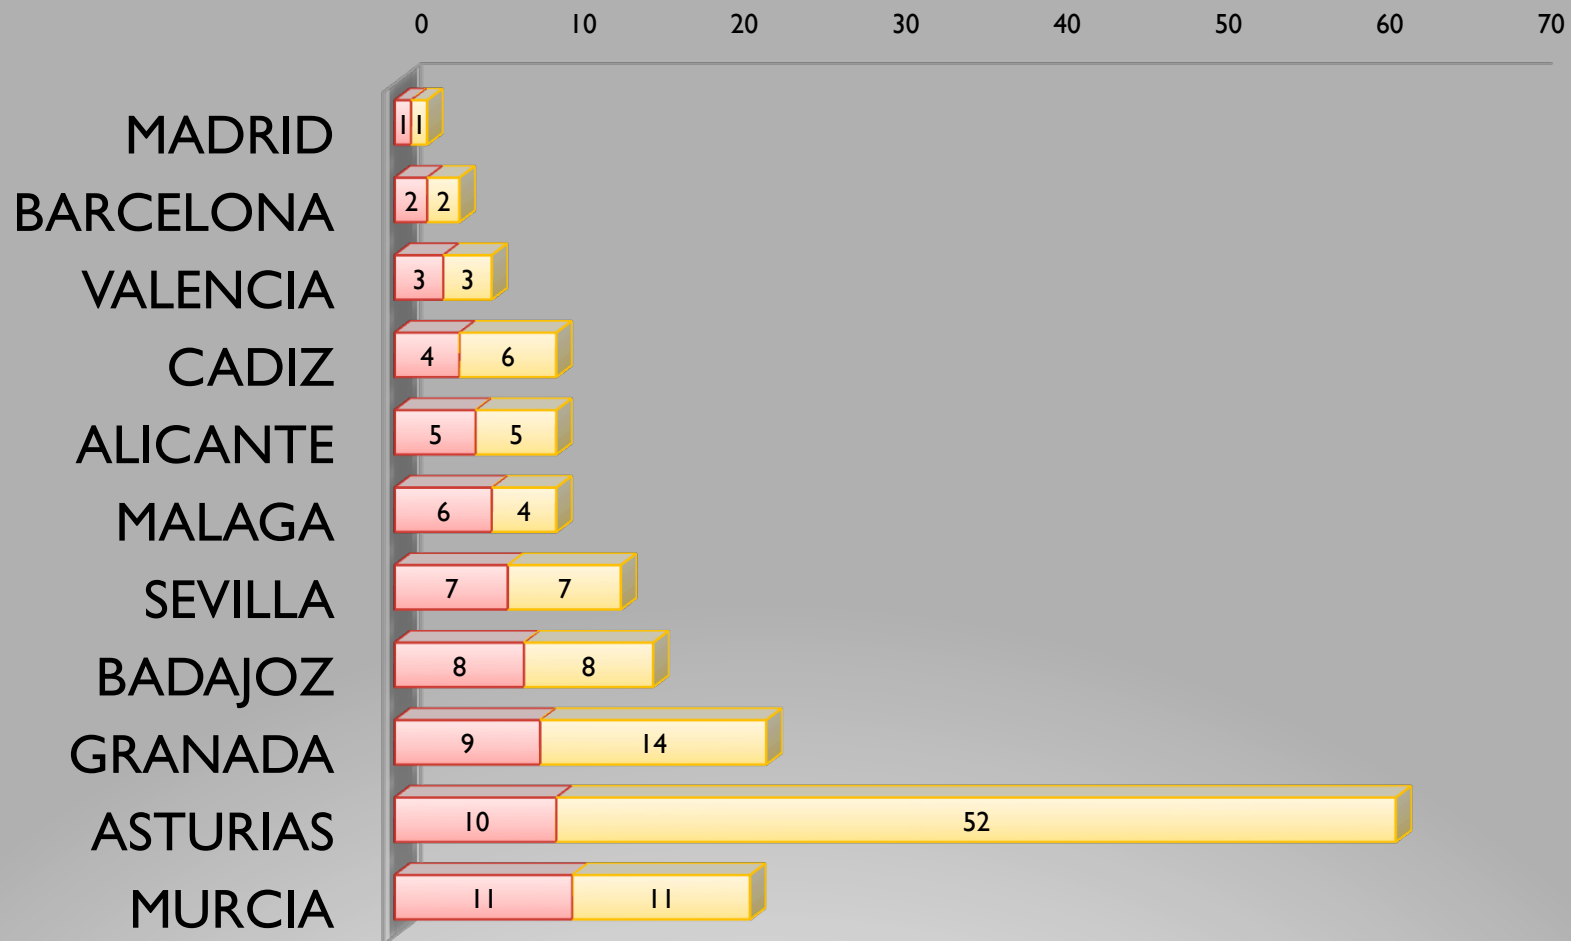 0 10 20 30 40 50 60 70
MADRID 1 1
BARCELONA 2 2
VALENCIA 3 3
CADIZ 4 6
ALICANTE 5 5
MALAGA 6 4
SEVILLA 7 7
BADAJOZ 8 8
GRANADA 9 14
ASTURIAS 10 52
MURCIA 11 11